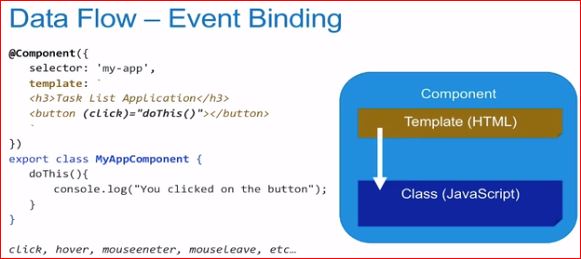 Data Flow – Event Binding
@Component({
selector: 'my-app',
template: `
<h3>Task List Application</h3>
<button (click)="doThis()"></button>
`
})
export class MyAppComponent {
doThis(){
console.log("You clicked on the button");
}
}
click, hover, mouseeneter, mouseleave, etc…
Component
Template (HTML)
Class (JavaScript)